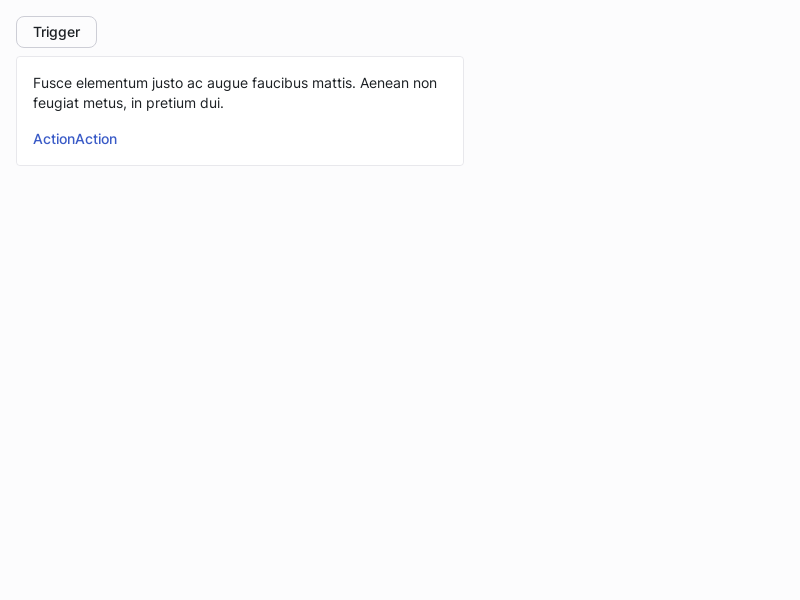 Trigger
Fusce elementum justo ac augue faucibus mattis. Aenean non
feugiat metus, in pretium dui.
ActionAction